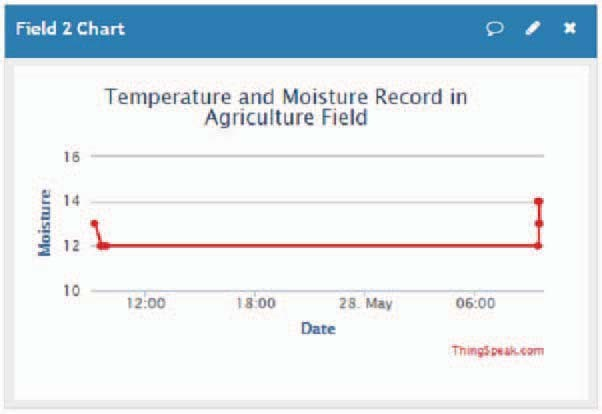 Field 2 Chart
Temperature and Moisture Record in
Agriculture Field
16
14
12
10
Moisture
12:00 18:00 28. May 06:00
Date
ThingSpeak.com